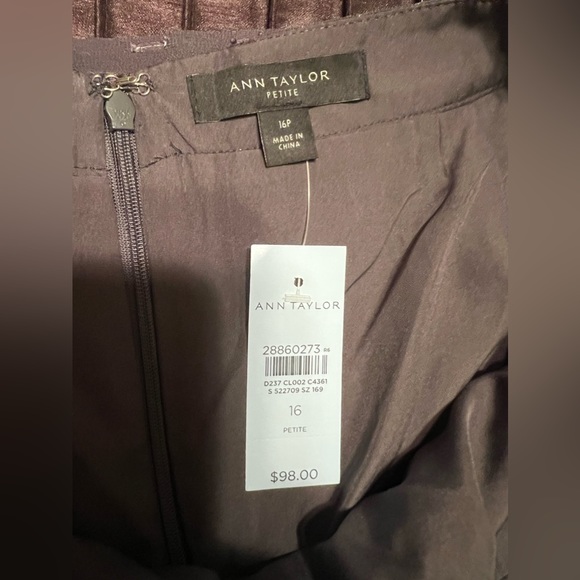 ANN TAYLOR
PETITE
16P
MADE IN
CHINA
ANN TAYLOR
28860273
D237 CL002 C4361
S 522709 SZ 169
16
PETITE
$98.00